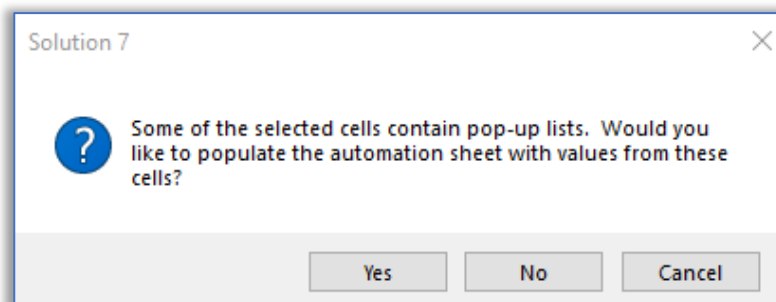 Solution 7
Some of the selected cells contain pop-up lists.  Would you
like to populate the automation sheet with values from these
cells?
Yes
No
Cancel